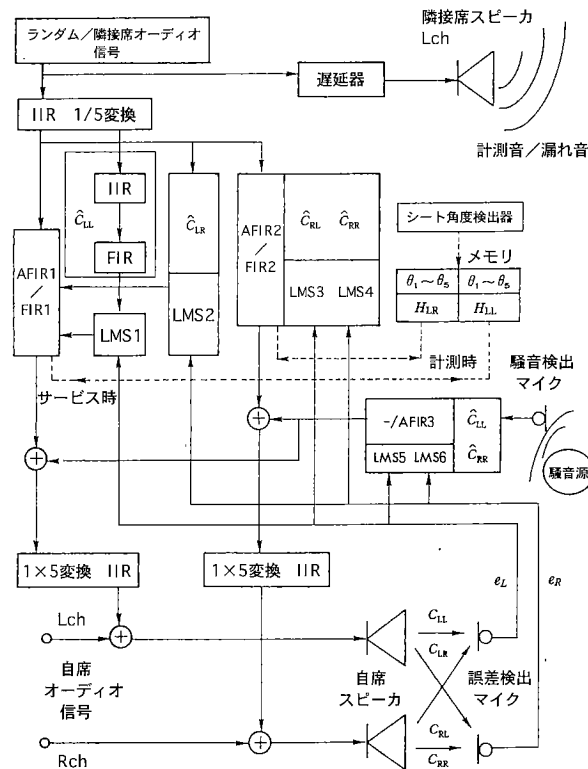 ランダム／隣接席オーディオ
信号
隣接席スピーカ
Lch
遅延器
計測音／漏れ音
IIR 1/5変換
IIR
Ĉ_LL
FIR
Ĉ_LR
LMS2
AFIR1
/
FIR1
LMS1
AFIR2
/
FIR2
Ĉ_RL Ĉ_RR
LMS3 LMS4
シート角度検出器
メモリ
θ₁～θ₅ θ₁～θ₅
H_LR H_LL
計測時
サービス時
騒音検出
マイク
-/AFIR3
Ĉ_LL
LMS5 LMS6
Ĉ_RR
騒音源
1×5変換 IIR
1×5変換 IIR
e_L
e_R
Lch
C_LL
C_LR
自席
オーディオ
信号
自席
スピーカ
誤差検出
マイク
C_RL
C_RR
Rch